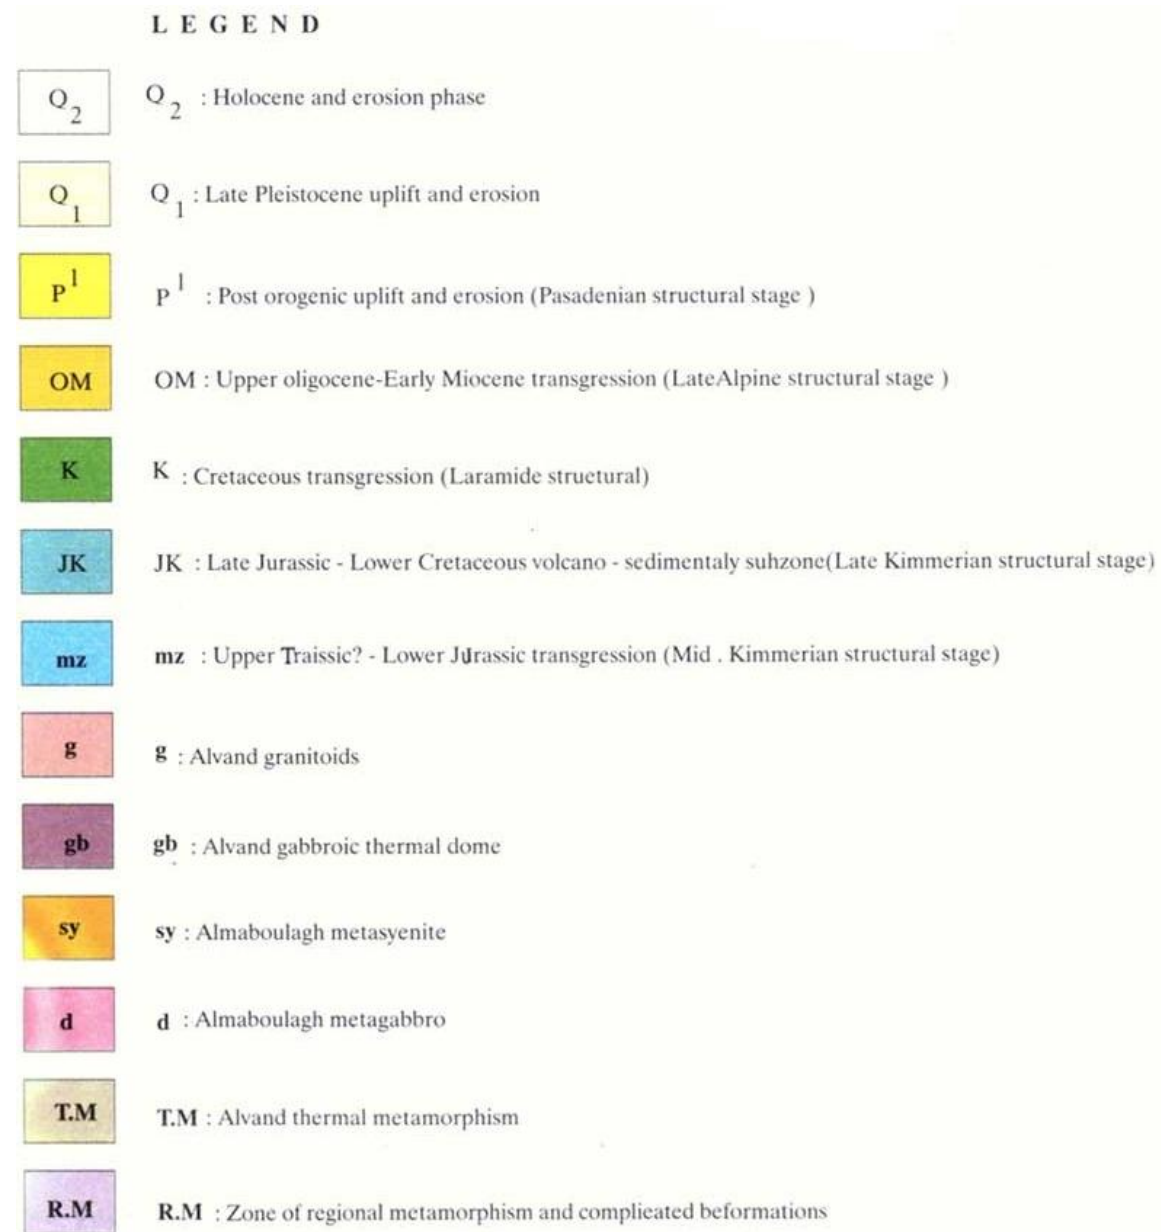 L E G E N D
Q2 Q2 : Holocene and erosion phase
Q1 Q1 : Late Pleistocene uplift and erosion
P1 P1 : Post orogenic uplift and erosion (Pasadenian structural stage )
OM OM : Upper oligocene-Early Miocene transgression (LateAlpine structural stage )
K K : Cretaceous transgression (Laramide struetural)
JK JK : Late Jurassic - Lower Cretaceous volcano - sedimentaly suhzone(Late Kimmerian structural stage)
mz mz : Upper Traissic? - Lower Jurassic transgression (Mid . Kimmerian structural stage)
g g : Alvand granitoids
gb gb : Alvand gabbroic thermal dome
sy sy : Almaboulagh metasyenite
d d : Almaboulagh metagabbro
T.M T.M : Alvand thermal metamorphism
R.M R.M : Zone of regional metamorphism and complieated beformations